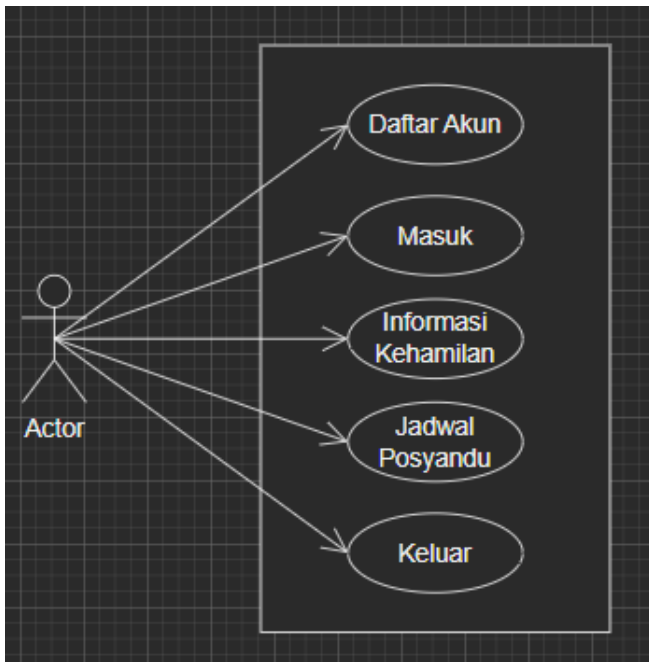 Daftar Akun
Masuk
Informasi
Kehamilan
Actor
Jadwal
Posyandu
Keluar